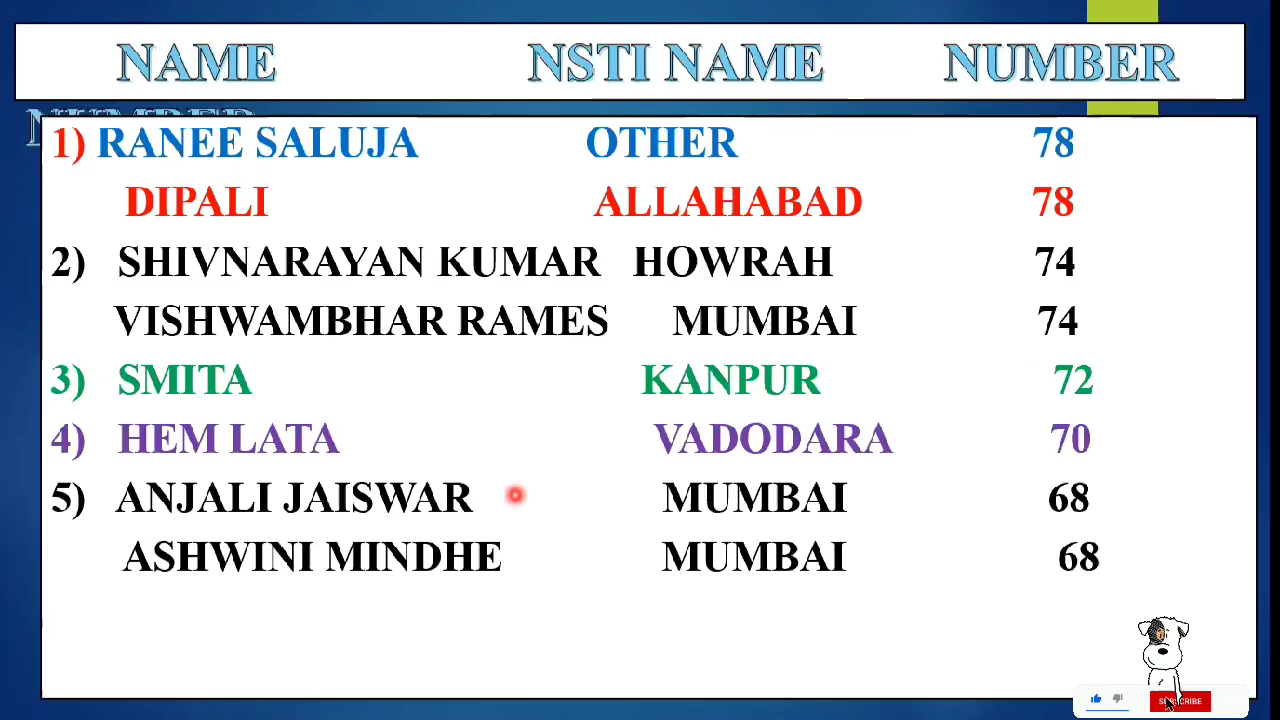 NAME NSTI NAME NUMBER
NUMBER
1) RANEE SALUJA OTHER 78
DIPALI ALLAHABAD 78
2) SHIVNARAYAN KUMAR HOWRAH 74
VISHWAMBHAR RAMES MUMBAI 74
3) SMITA KANPUR 72
4) HEM LATA VADODARA 70
5) ANJALI JAISWAR MUMBAI 68
ASHWINI MINDHE MUMBAI 68
SUBSCRIBE